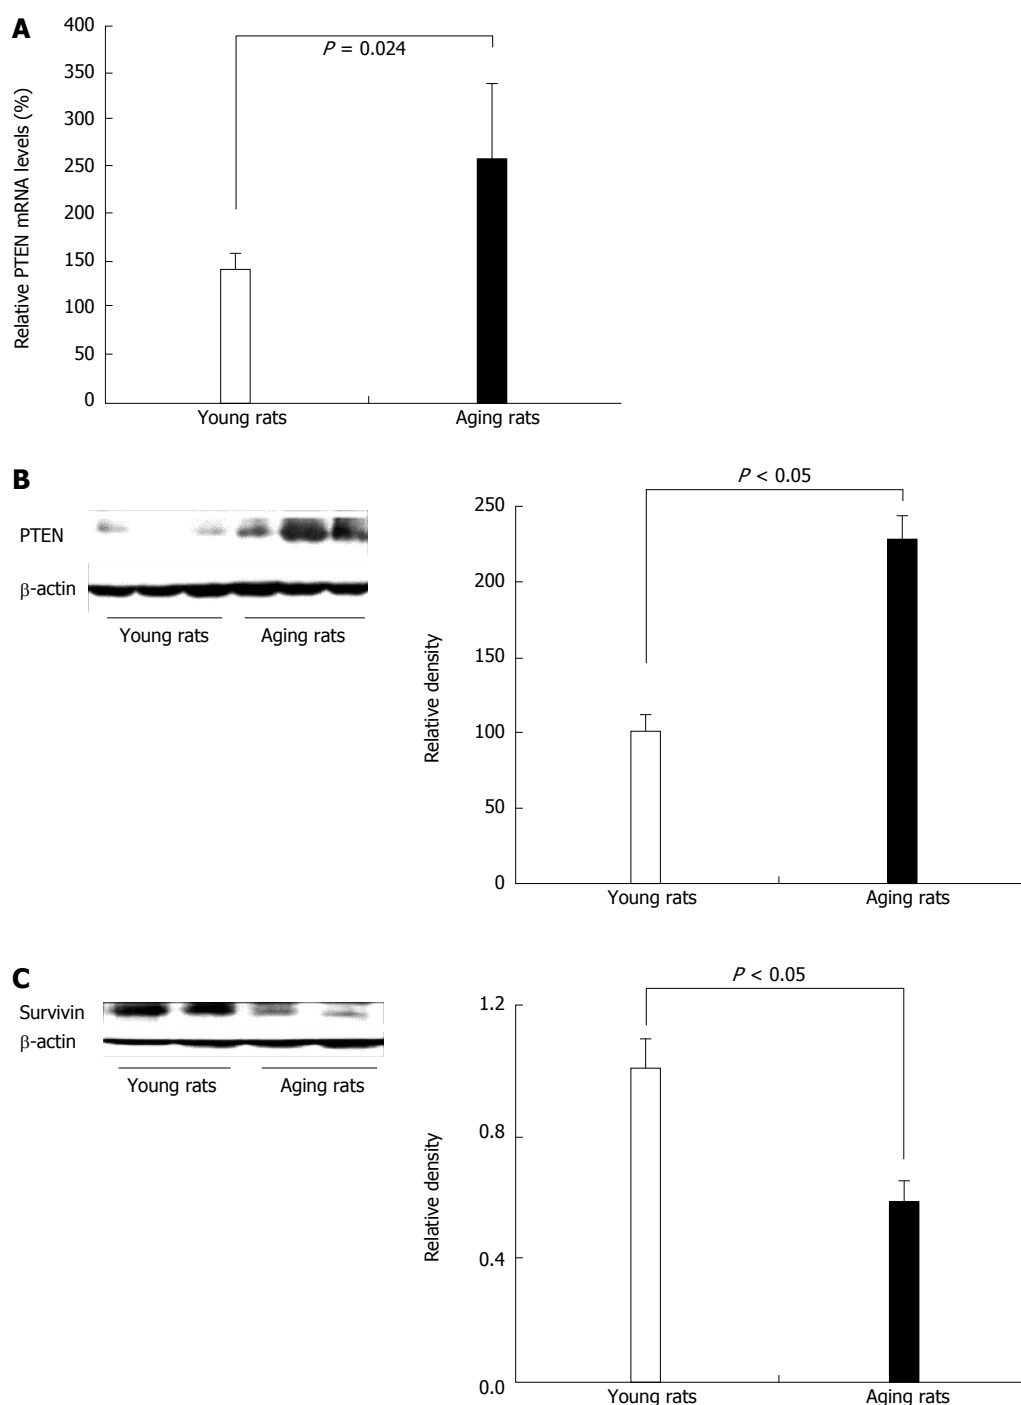 A
Relative PTEN mRNA levels (%)
400
350
300
250
200
150
100
50
0
P = 0.024
Young rats
Aging rats
B
PTEN
β-actin
Young rats
Aging rats
Relative density
250
200
150
100
50
0
P < 0.05
Young rats
Aging rats
C
Survivin
β-actin
Young rats
Aging rats
Relative density
1.2
0.8
0.4
0.0
P < 0.05
Young rats
Aging rats